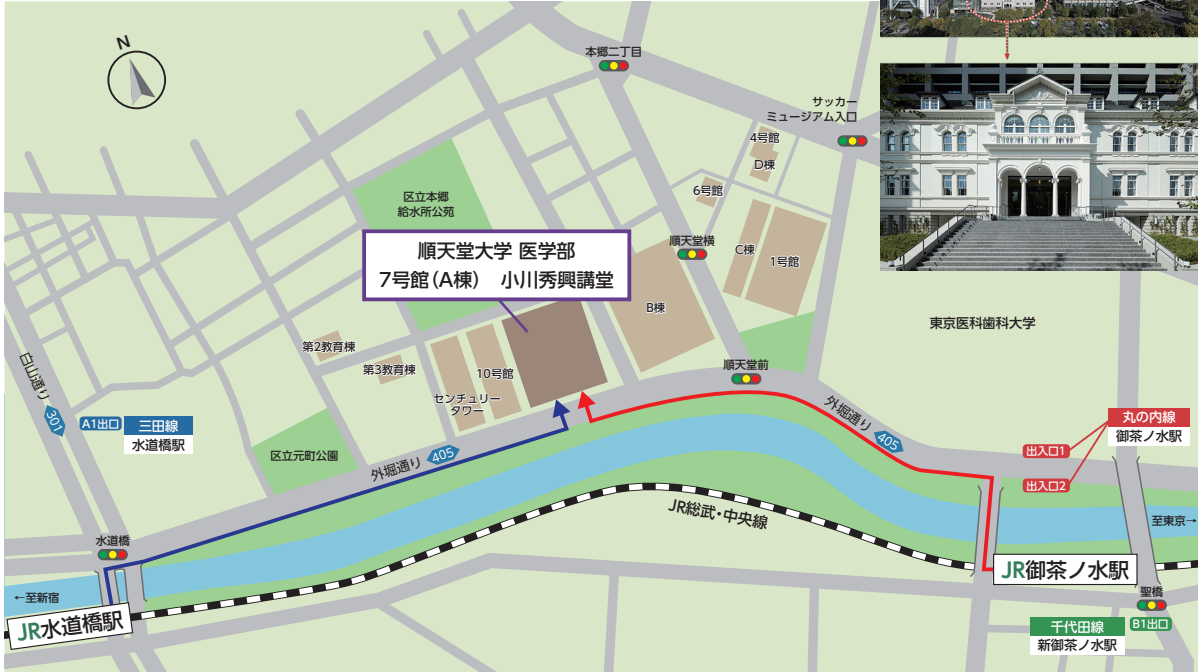 N
本郷二丁目
サッカー
ミュージアム入口
4号館
D棟
6号館
区立本郷
給水所公苑
順天堂大学 医学部
7号館(A棟) 小川秀興講堂
順天堂横
C棟
1号館
B棟
東京医科歯科大学
第2教育棟
第3教育棟
10号館
センチュリー
タワー
順天堂前
白山通り
301
A1出口
三田線
水道橋駅
区立元町公園
外堀通り
405
外堀通り
405
丸の内線
御茶ノ水駅
出入口1
出入口2
JR総武・中央線
至東京→
水道橋
←至新宿
JR水道橋駅
JR御茶ノ水駅
聖橋
千代田線
新御茶ノ水駅
B1出口